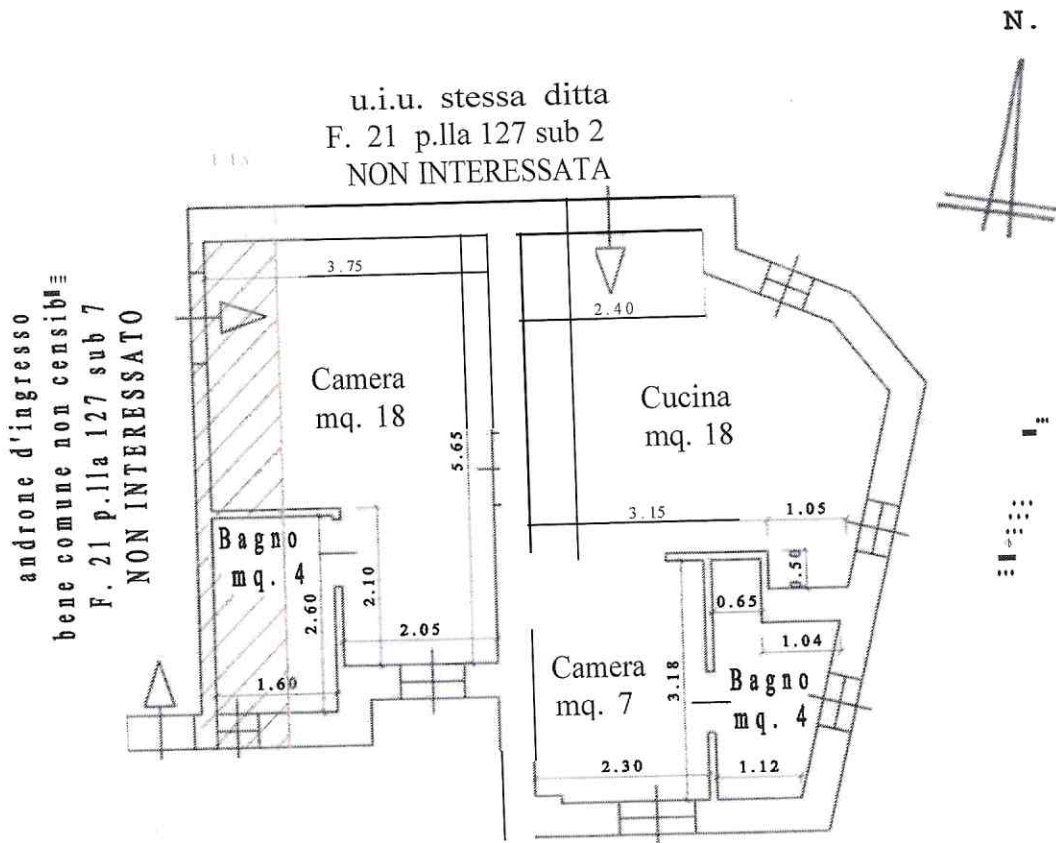 N.
u.i.u. stessa ditta
F. 21 p.lla 127 sub 2
NON INTERESSATA
androne d'ingresso
bene comune non censib
F. 21 p.lla 127 sub 7
NON INTERESSATO
3.75
2.40
Camera
mq. 18
Cucina
mq. 18
5.65
3.15
1.05
0.50
Bagno
mq. 4
2.10
2.60
2.05
1.60
0.65
1.04
Camera
mq. 7
3.18
Bagno
mq. 4
2.30
1.12